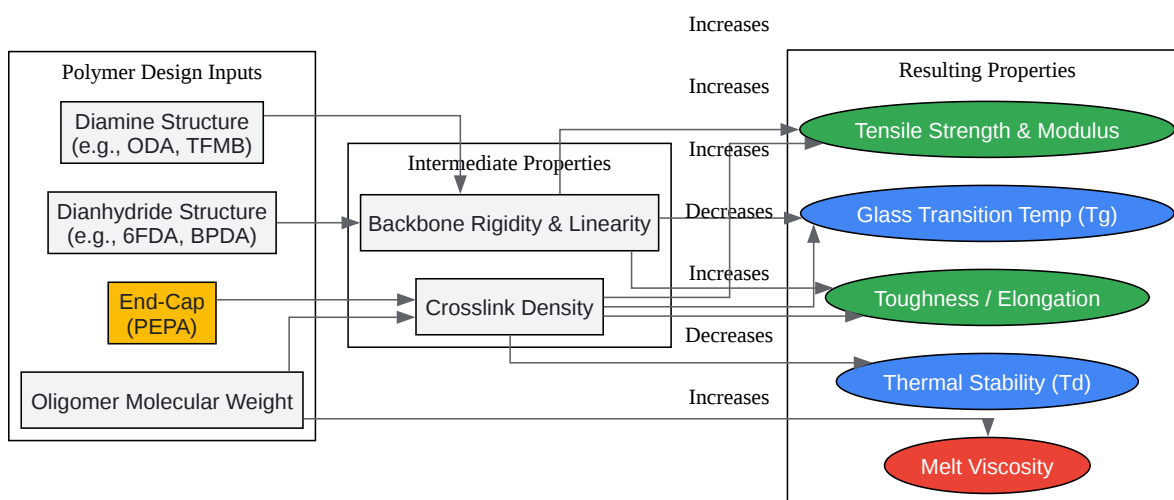 Polymer Design Inputs
Diamine Structure
(e.g., ODA, TFMB)
Dianhydride Structure
(e.g., 6FDA, BPDA)
End-Cap
(PEPA)
Oligomer Molecular Weight
Intermediate Properties
Backbone Rigidity & Linearity
Crosslink Density
Increases
Increases
Increases
Decreases
Increases
Decreases
Increases
Resulting Properties
Tensile Strength & Modulus
Glass Transition Temp (Tg)
Toughness / Elongation
Thermal Stability (Td)
Melt Viscosity